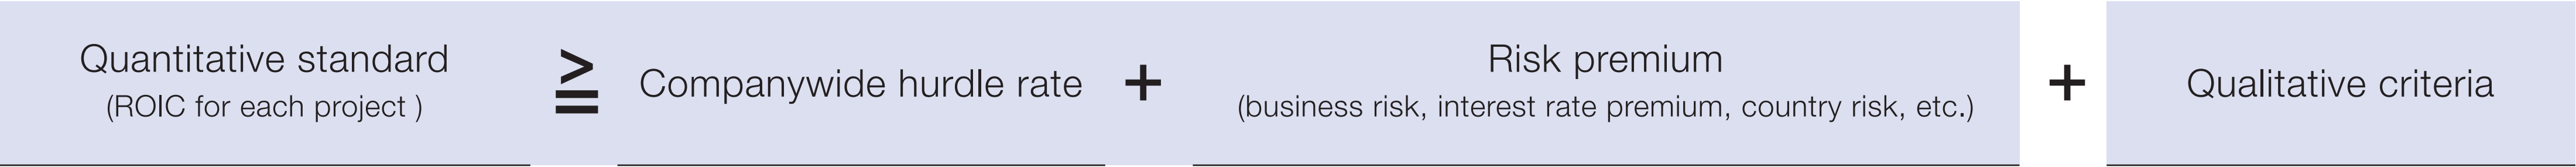 Quantitative standard
(ROIC for each project )
≧
Companywide hurdle rate
+
Risk premium
(business risk, interest rate premium, country risk, etc.)
+
Qualitative criteria